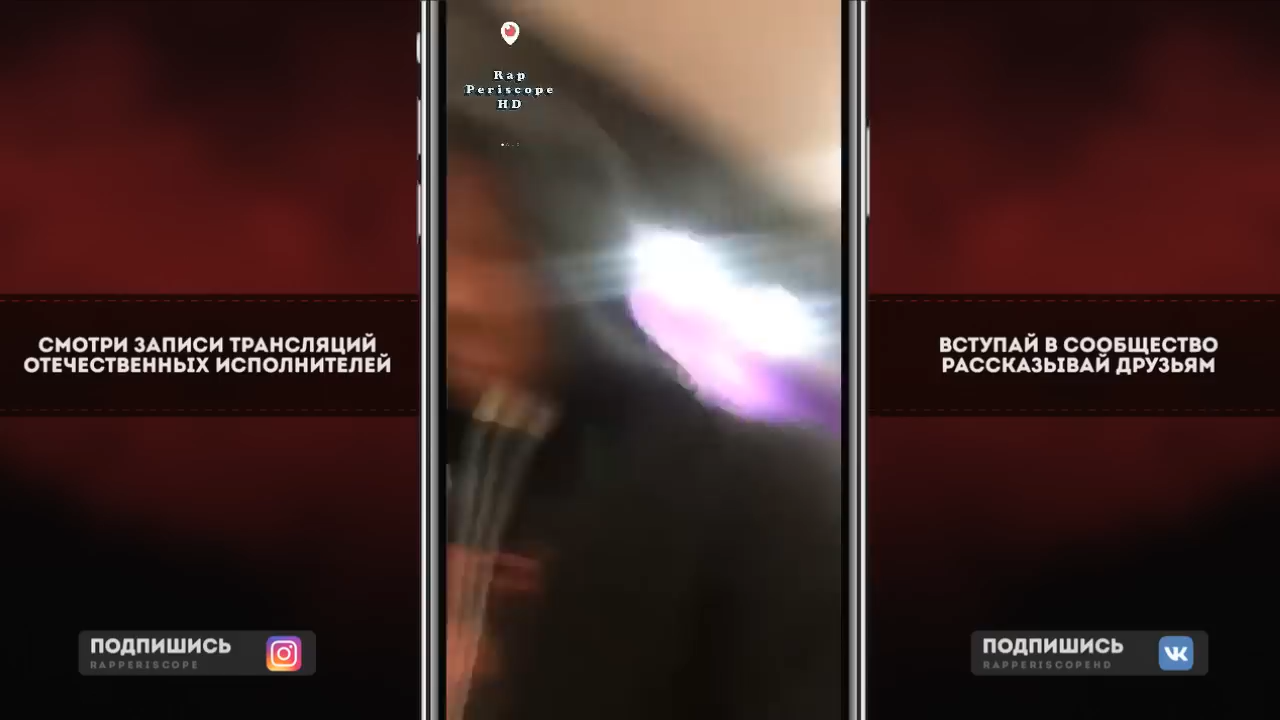 Rap
Periscope
HD
СМОТРИ ЗАПИСИ ТРАНСЛЯЦИЙ
ОТЕЧЕСТВЕННЫХ ИСПОЛНИТЕЛЕЙ
ВСТУПАЙ В СООБЩЕСТВО
РАССКАЗЫВАЙ ДРУЗЬЯМ
ПОДПИШИСЬ
RAPPERISCOPE
ПОДПИШИСЬ
RAPPERISCOPEHD